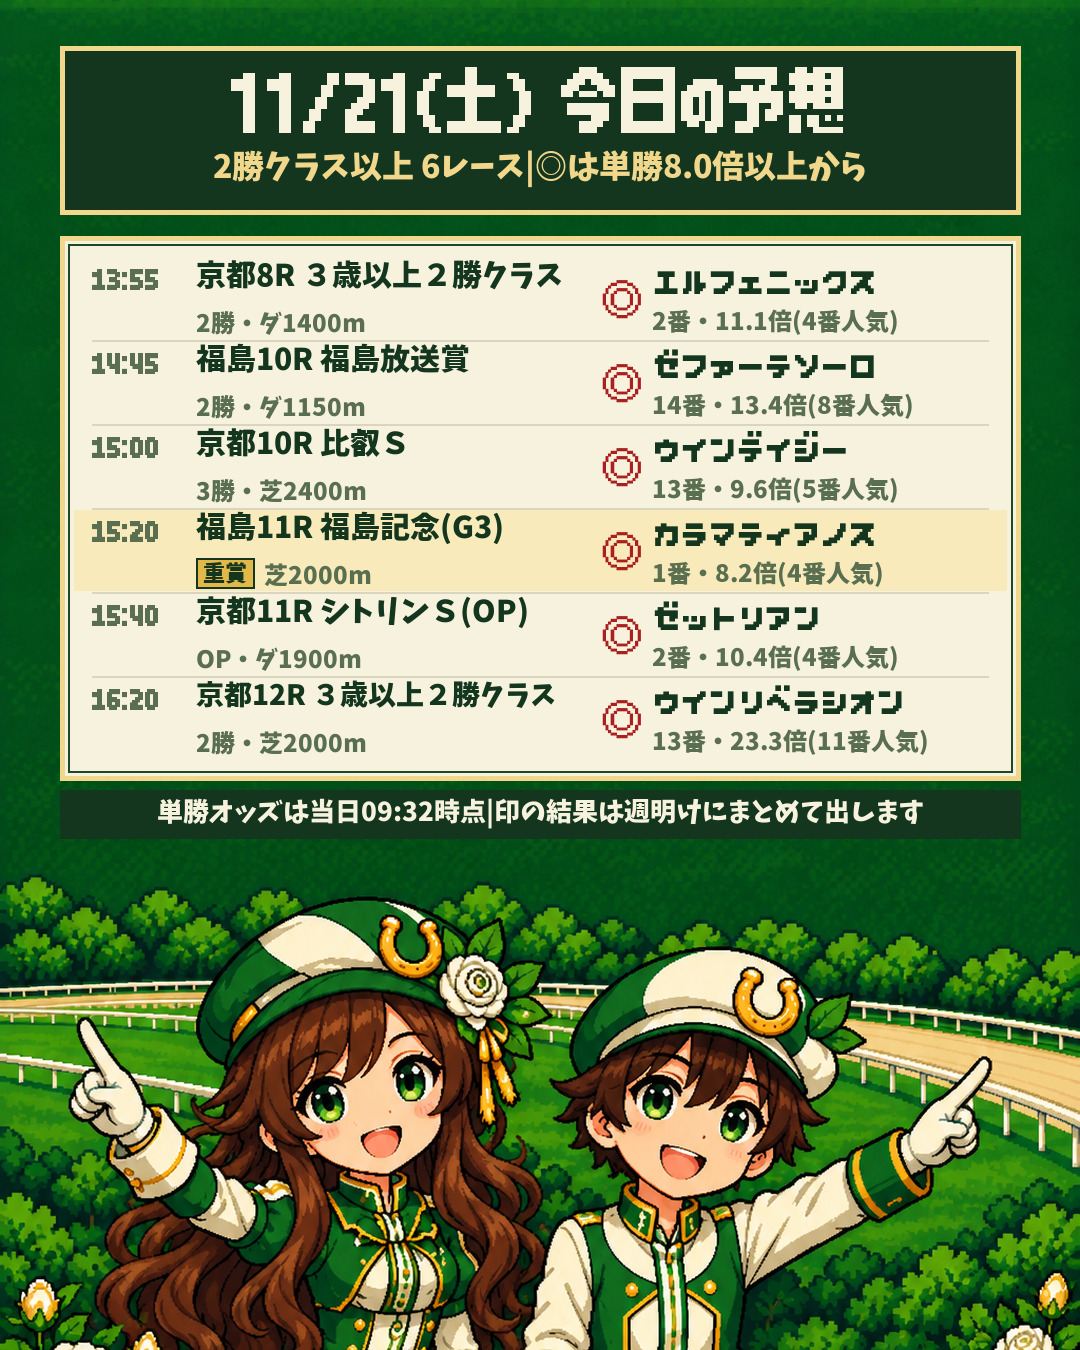 11/21(土) 今日の予想
2勝クラス以上 6レース|◎は単勝8.0倍以上から
13:55 京都8R ３歳以上２勝クラス ◎ エルフェニックス
2勝・ダ1400m 2番・11.1倍(4番人気)
14:45 福島10R 福島放送賞 ◎ ゼファーテソーロ
2勝・ダ1150m 14番・13.4倍(8番人気)
15:00 京都10R 比叡Ｓ ◎ ウインデイジー
3勝・芝2400m 13番・9.6倍(5番人気)
15:20 福島11R 福島記念(G3) ◎ カラマティアノス
重賞 芝2000m 1番・8.2倍(4番人気)
15:40 京都11R シトリンＳ(OP) ◎ ゼットリアン
OP・ダ1900m 2番・10.4倍(4番人気)
16:20 京都12R ３歳以上２勝クラス ◎ ウインリベラシオン
2勝・芝2000m 13番・23.3倍(11番人気)
単勝オッズは当日09:32時点|印の結果は週明けにまとめて出します